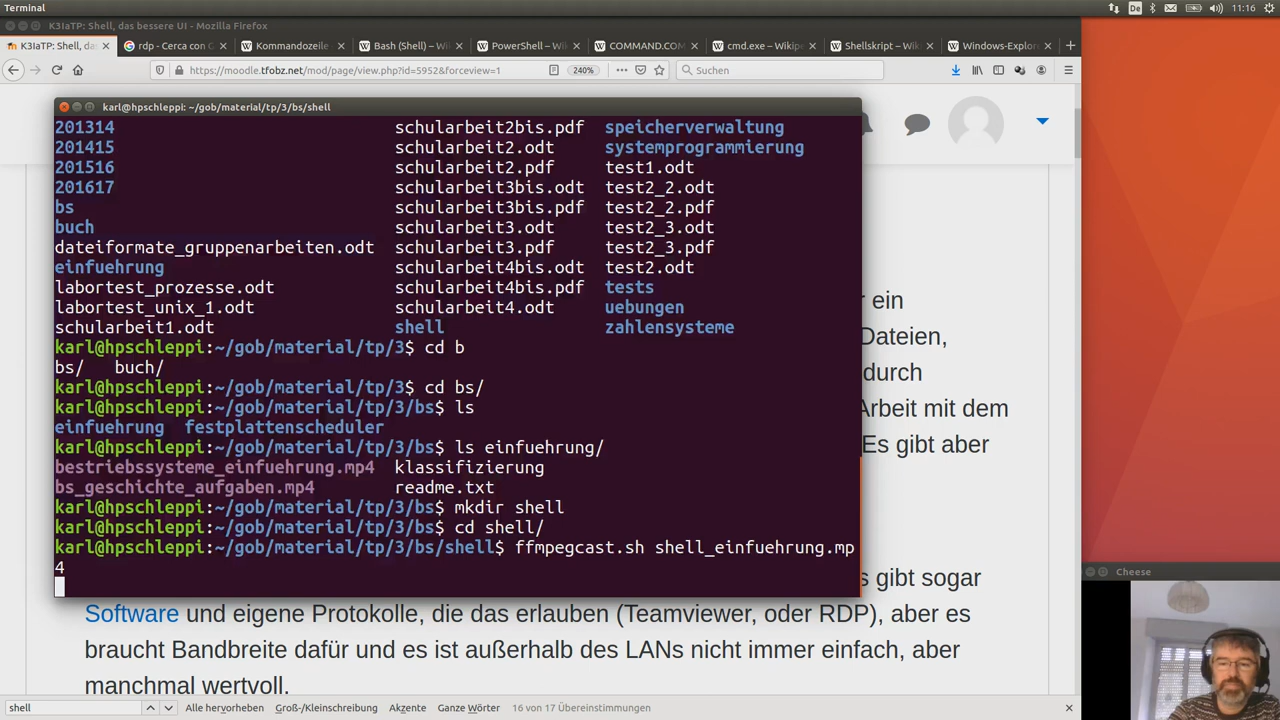 Terminal
De
11:16
K3IaTP: Shell, das bessere UI - Mozilla Firefox
K3IaTP: Shell, das
rdp - Cerca con G
Kommandozeile
Bash (Shell) – Wi
PowerShell – Wik
COMMAND.COM
cmd.exe – Wikipe
Shellskript – Wiki
Windows-Explor
https://moodle.tfobz.net/mod/page/view.php?id=5952&forceview=1
240%
Suchen
karl@hpschleppi: ~/gob/material/tp/3/bs/shell
201314 schularbeit2bis.pdf speicherverwaltung
201415 schularbeit2.odt systemprogrammierung
201516 schularbeit2.pdf test1.odt
201617 schularbeit3bis.odt test2_2.odt
bs schularbeit3bis.pdf test2_2.pdf
buch schularbeit3.odt test2_3.odt
dateiformate_gruppenarbeiten.odt schularbeit3.pdf test2_3.pdf
einfuehrung schularbeit4bis.odt test2.odt
labortest_prozesse.odt schularbeit4bis.pdf tests
labortest_unix_1.odt schularbeit4.odt uebungen
schularbeit1.odt shell zahlensysteme
karl@hpschleppi:~/gob/material/tp/3$ cd b
bs/ buch/
karl@hpschleppi:~/gob/material/tp/3$ cd bs/
karl@hpschleppi:~/gob/material/tp/3/bs$ ls
einfuehrung festplattenscheduler
karl@hpschleppi:~/gob/material/tp/3/bs$ ls einfuehrung/
bestriebssysteme_einfuehrung.mp4 klassifizierung
bs_geschichte_aufgaben.mp4 readme.txt
karl@hpschleppi:~/gob/material/tp/3/bs$ mkdir shell
karl@hpschleppi:~/gob/material/tp/3/bs$ cd shell/
karl@hpschleppi:~/gob/material/tp/3/bs/shell$ ffmpegcast.sh shell_einfuehrung.mp
4
ein
Dateien,
durch
Arbeit mit dem
Es gibt aber
s gibt sogar
Software und eigene Protokolle, die das erlauben (Teamviewer, oder RDP), aber es
braucht Bandbreite dafür und es ist außerhalb des LANs nicht immer einfach, aber
manchmal wertvoll.
Cheese
shell
Alle hervorheben
Groß-/Kleinschreibung
Akzente
Ganze Wörter
16 von 17 Übereinstimmungen